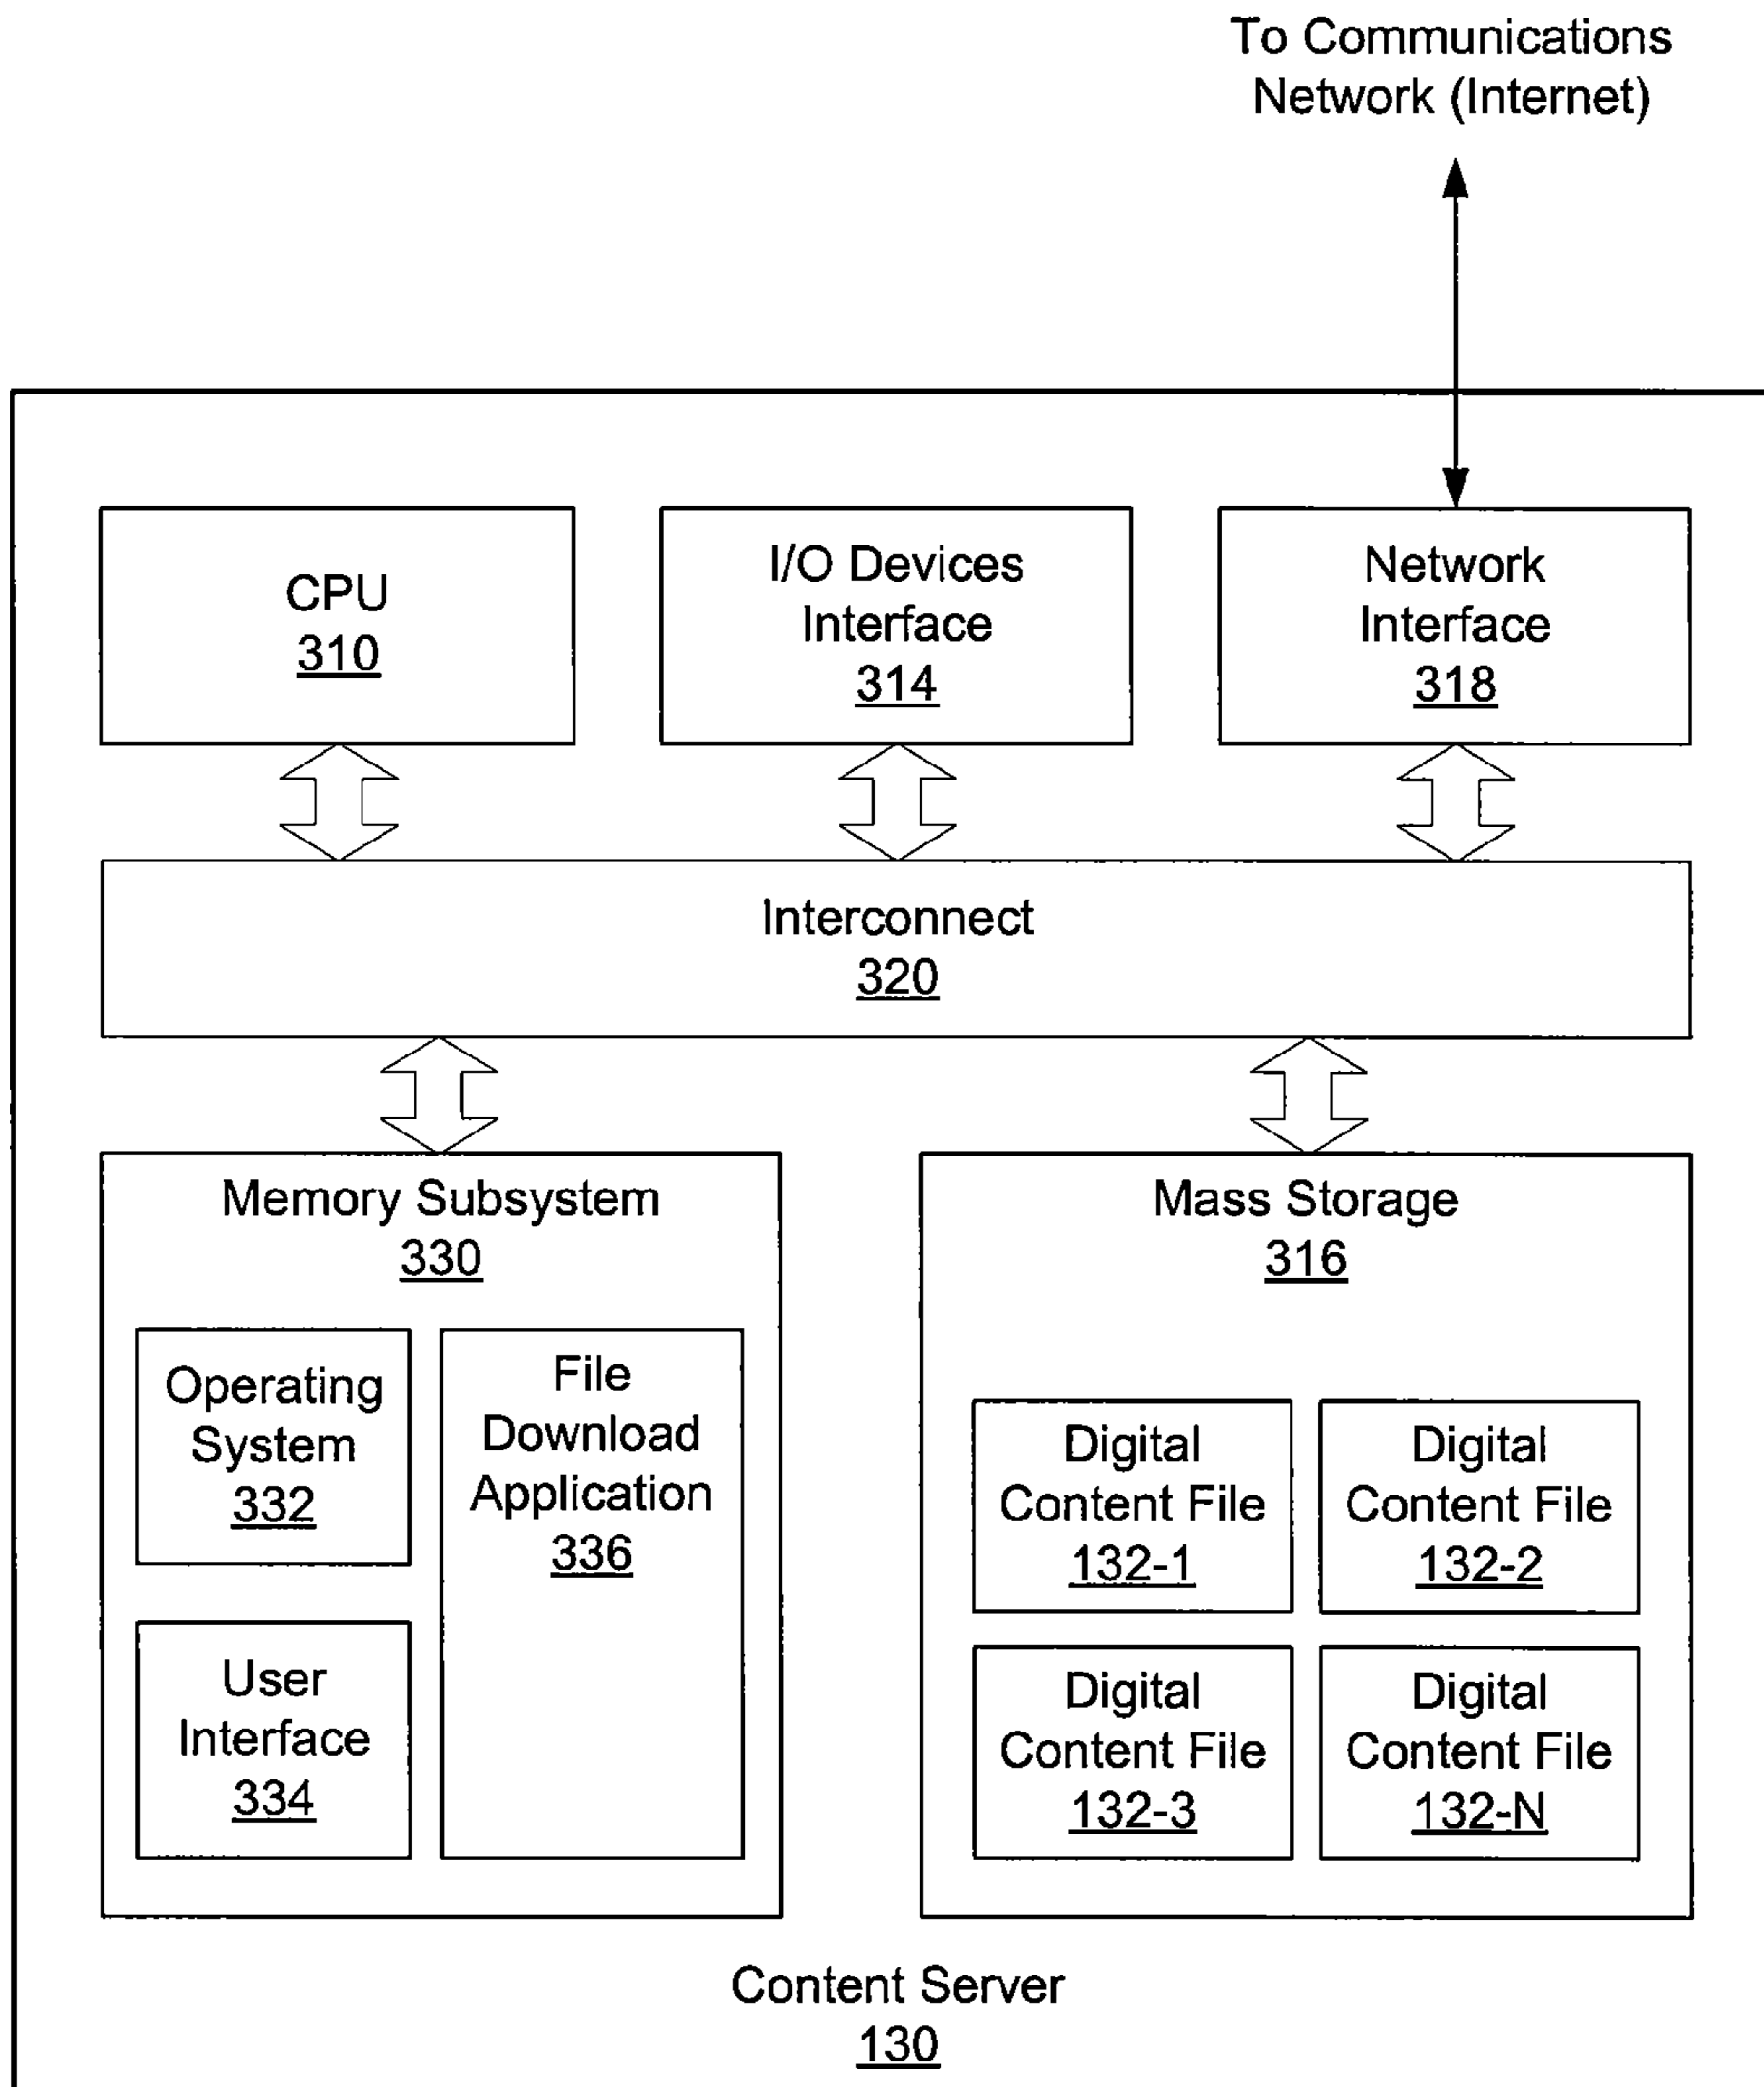 To Communications
Network (Internet)
CPU
310
I/O Devices
Interface
314
Network
Interface
318
Interconnect
320
Memory Subsystem
330
Operating
System
332
User
Interface
334
File
Download
Application
336
Mass Storage
316
Digital
Content File
132-1
Digital
Content File
132-2
Digital
Content File
132-3
Digital
Content File
132-N
Content Server
130